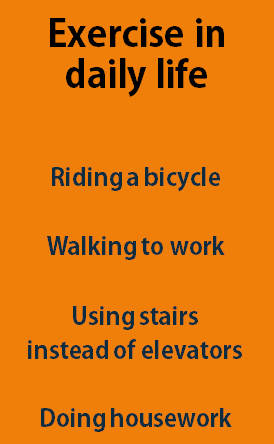 Exercise in
daily life
Riding a bicycle
Walking to work
Using stairs
instead of elevators
Doing housework